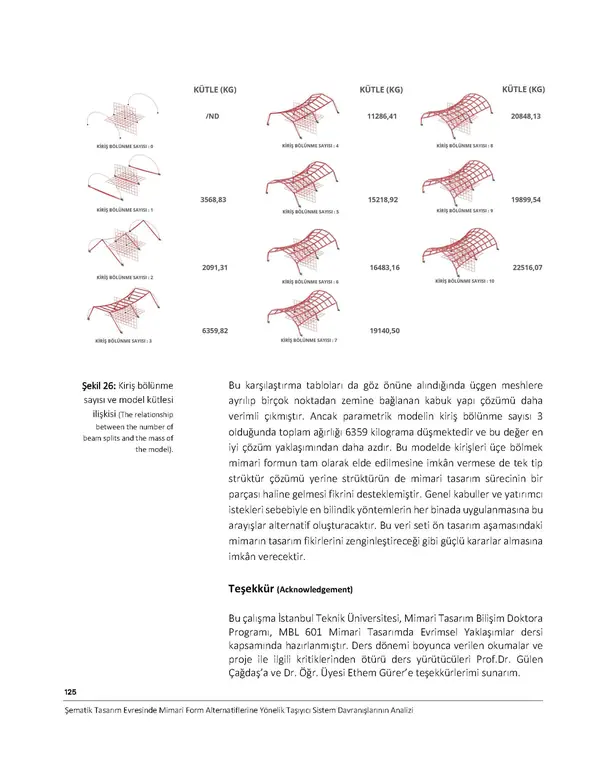 KÜTLE (KG)
KÜTLE (KG)
KÜTLE (KG)
/ND
11286,41
20848,13
KİRİŞ BÖLÜNME SAYISI : 0
KİRİŞ BÖLÜNME SAYISI : 4
KİRİŞ BÖLÜNME SAYISI : 8
3568,83
15218,92
19899,54
KİRİŞ BÖLÜNME SAYISI : 1
KİRİŞ BÖLÜNME SAYISI : 5
KİRİŞ BÖLÜNME SAYISI : 9
2091,31
16483,16
22516,07
KİRİŞ BÖLÜNME SAYISI : 2
KİRİŞ BÖLÜNME SAYISI : 6
KİRİŞ BÖLÜNME SAYISI : 10
6359,82
19140,50
KİRİŞ BÖLÜNME SAYISI : 3
KİRİŞ BÖLÜNME SAYISI : 7
Şekil 26: Kiriş bölünme
sayısı ve model kütlesi
ilişkisi (The relationship
between the number of
beam splits and the mass of
the model).
Bu karşılaştırma tabloları da göz önüne alındığında üçgen meshlere
ayrılıp birçok noktadan zemine bağlanan kabuk yapı çözümü daha
verimli çıkmıştır. Ancak parametrik modelin kiriş bölünme sayısı 3
olduğunda toplam ağırlığı 6359 kilograma düşmektedir ve bu değer en
iyi çözüm yaklaşımından daha azdır. Bu modelde kirişleri üçe bölmek
mimari formun tam olarak elde edilmesine imkân vermese de tek tip
strüktür çözümü yerine strüktürün de mimari tasarım sürecinin bir
parçası haline gelmesi fikrini desteklemiştir. Genel kabuller ve yatırımcı
istekleri sebebiyle en bilindik yöntemlerin her binada uygulanmasına bu
arayışlar alternatif oluşturacaktır. Bu veri seti ön tasarım aşamasındaki
mimarın tasarım fikirlerini zenginleştireceği gibi güçlü kararlar almasına
imkân verecektir.
Teşekkür (Acknowledgement)
Bu çalışma İstanbul Teknik Üniversitesi, Mimari Tasarım Bilişim Doktora
Programı, MBL 601 Mimari Tasarımda Evrimsel Yaklaşımlar dersi
kapsamında hazırlanmıştır. Ders dönemi boyunca verilen okumalar ve
proje ile ilgili kritiklerinden ötürü ders yürütücüleri Prof.Dr. Gülen
Çağdaş’a ve Dr. Öğr. Üyesi Ethem Gürer’e teşekkürlerimi sunarım.
125
Şematik Tasarım Evresinde Mimari Form Alternatiflerine Yönelik Taşıyıcı Sistem Davranışlarının Analizi